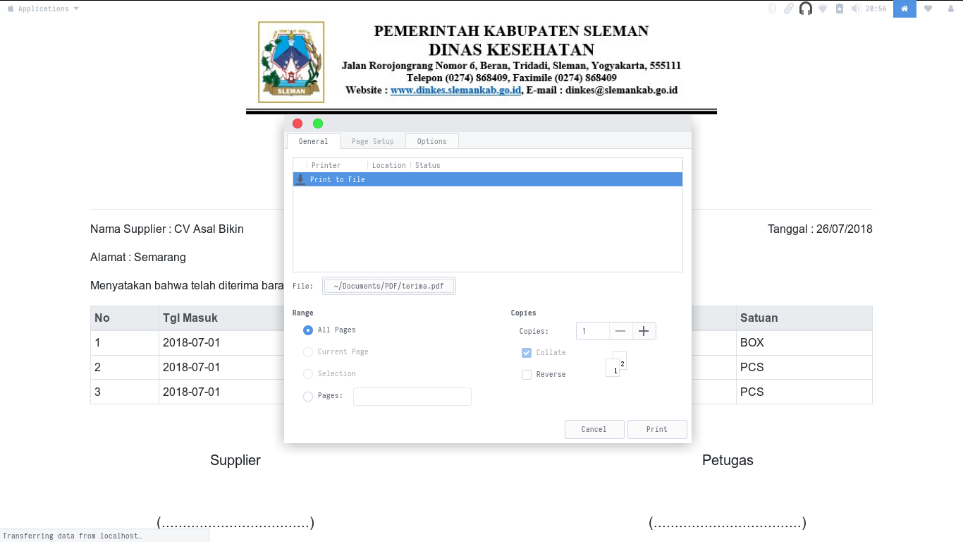 Applications
20:56
PEMERINTAH KABUPATEN SLEMAN
DINAS KESEHATAN
Jalan Rorojongrang Nomor 6, Beran, Tridadi, Sleman, Yogyakarta, 555111
Telepon (0274) 868409, Faximile (0274) 868409
Website : www.dinkes.slemankab.go.id, E-mail : dinkes@slemankab.go.id
SLEMAN
General Page Setup Options
Printer Location Status
Print to File
Nama Supplier : CV Asal Bikin
Tanggal : 26/07/2018
Alamat : Semarang
Menyatakan bahwa telah diterima bara
File: ~/Documents/PDF/terima.pdf
Range
All Pages
Current Page
Selection
Pages:
Copies
Copies: 1
Collate
Reverse
1 2
Cancel Print
No Tgl Masuk Satuan
1 2018-07-01 BOX
2 2018-07-01 PCS
3 2018-07-01 PCS
Supplier Petugas
(....................................) (....................................)
Transferring data from localhost…